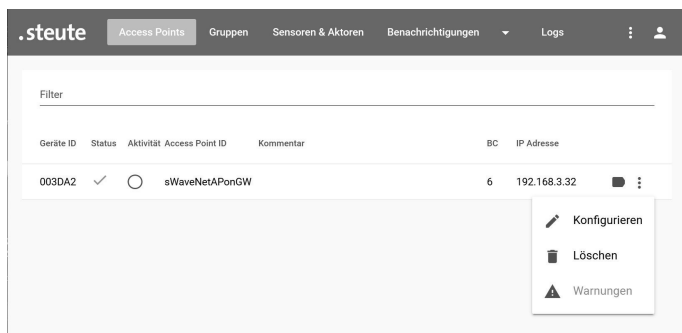 .steute Access Points Gruppen Sensoren & Aktoren Benachrichtigungen Logs
Filter
Geräte ID Status Aktivität Access Point ID Kommentar BC IP Adresse
003DA2 sWaveNetAPonGW 6 192.168.3.32
Konfigurieren
Löschen
Warnungen